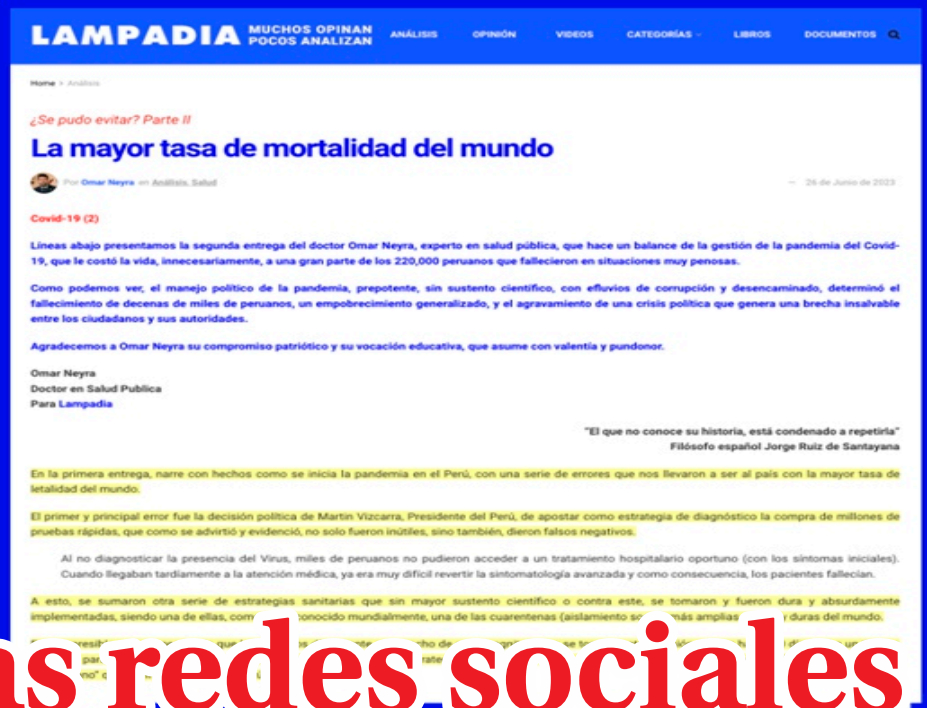 LAMPADIA MUCHOS OPINAN
POCOS ANALIZAN
ANÁLISIS OPINIÓN VIDEOS CATEGORÍAS LIBROS DOCUMENTOS
Home > Análisis
¿Se pudo evitar? Parte II
La mayor tasa de mortalidad del mundo
Por Omar Neyra en Análisis, Salud — 26 de Junio de 2023
Covid-19 (2)
Líneas abajo presentamos la segunda entrega del doctor Omar Neyra, experto en salud pública, que hace un balance de la gestión de la pandemia del Covid-
19, que le costó la vida, innecesariamente, a una gran parte de los 220,000 peruanos que fallecieron en situaciones muy penosas.
Como podemos ver, el manejo político de la pandemia, prepotente, sin sustento científico, con efluvios de corrupción y desencaminado, determinó el
fallecimiento de decenas de miles de peruanos, un empobrecimiento generalizado, y el agravamiento de una crisis política que genera una brecha insalvable
entre los ciudadanos y sus autoridades.
Agradecemos a Omar Neyra su compromiso patriótico y su vocación educativa, que asume con valentía y pundonor.
Omar Neyra
Doctor en Salud Publica
Para Lampadia
"El que no conoce su historia, está condenado a repetirla"
Filósofo español Jorge Ruiz de Santayana
En la primera entrega, narre con hechos como se inicia la pandemia en el Perú, con una serie de errores que nos llevaron a ser al país con la mayor tasa de
letalidad del mundo.
El primer y principal error fue la decisión política de Martin Vizcarra, Presidente del Perú, de apostar como estrategia de diagnóstico la compra de millones de
pruebas rápidas, que como se advirtió y evidenció, no solo fueron inútiles, sino también, dieron falsos negativos.
Al no diagnosticar la presencia del Virus, miles de peruanos no pudieron acceder a un tratamiento hospitalario oportuno (con los síntomas iniciales).
Cuando llegaban tardíamente a la atención médica, ya era muy difícil revertir la sintomatología avanzada y como consecuencia, los pacientes fallecían.
A esto, se sumaron otra serie de estrategias sanitarias que sin mayor sustento científico o contra este, se tomaron y fueron dura y absurdamente
implementadas, siendo una de ellas, conocido mundialmente, una de las cuarentenas (aislamiento más amplias duras del mundo.
as redes sociales